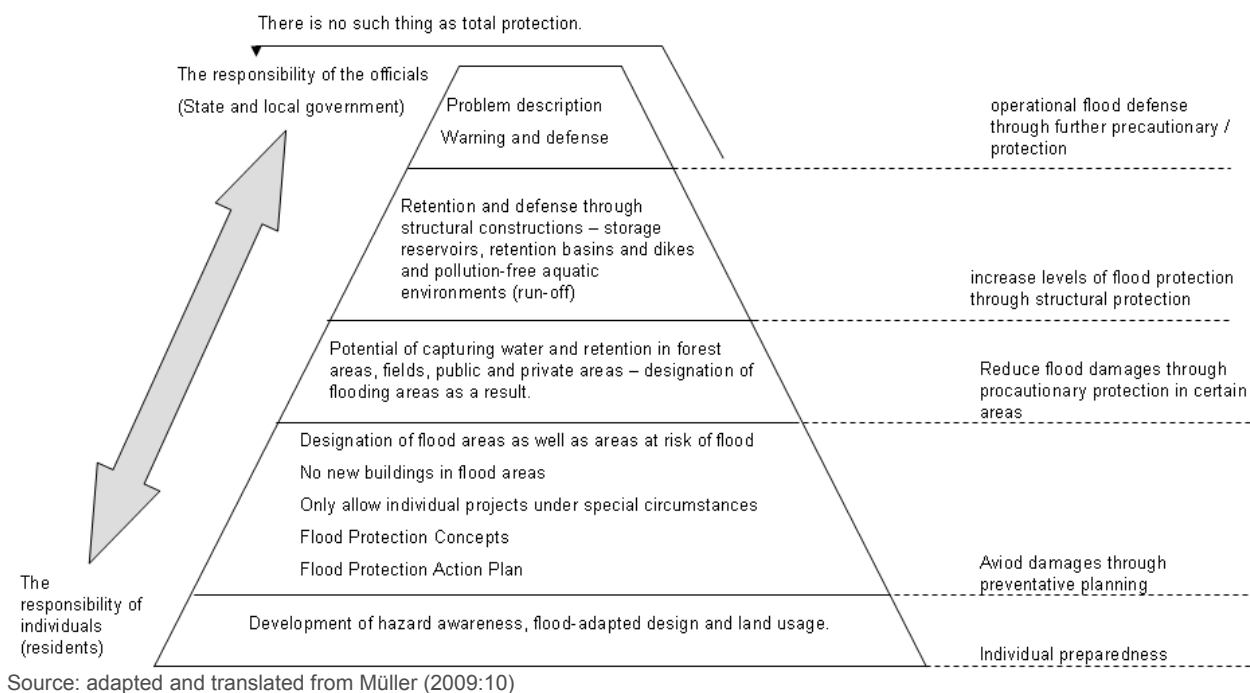 There is no such thing as total protection.
The responsibility of the officials
(State and local government)
Problem description
Warning and defense
operational flood defense
through further precautionary /
protection
Retention and defense through
structural constructions – storage
reservoirs, retention basins and dikes
and pollution-free aquatic
environments (run-off)
increase levels of flood protection
through structural protection
Potential of capturing water and retention in forest
areas, fields, public and private areas – designation of
flooding areas as a result.
Reduce flood damages through
procautionary protection in certain
areas
Designation of flood areas as well as areas at risk of flood
No new buildings in flood areas
Only allow individual projects under special circumstances
Flood Protection Concepts
Flood Protection Action Plan
Aviod damages through
preventative planning
The
responsibility of
individuals
(residents)
Development of hazard awareness, flood-adapted design and land usage.
Individual preparedness
Source: adapted and translated from Müller (2009:10)